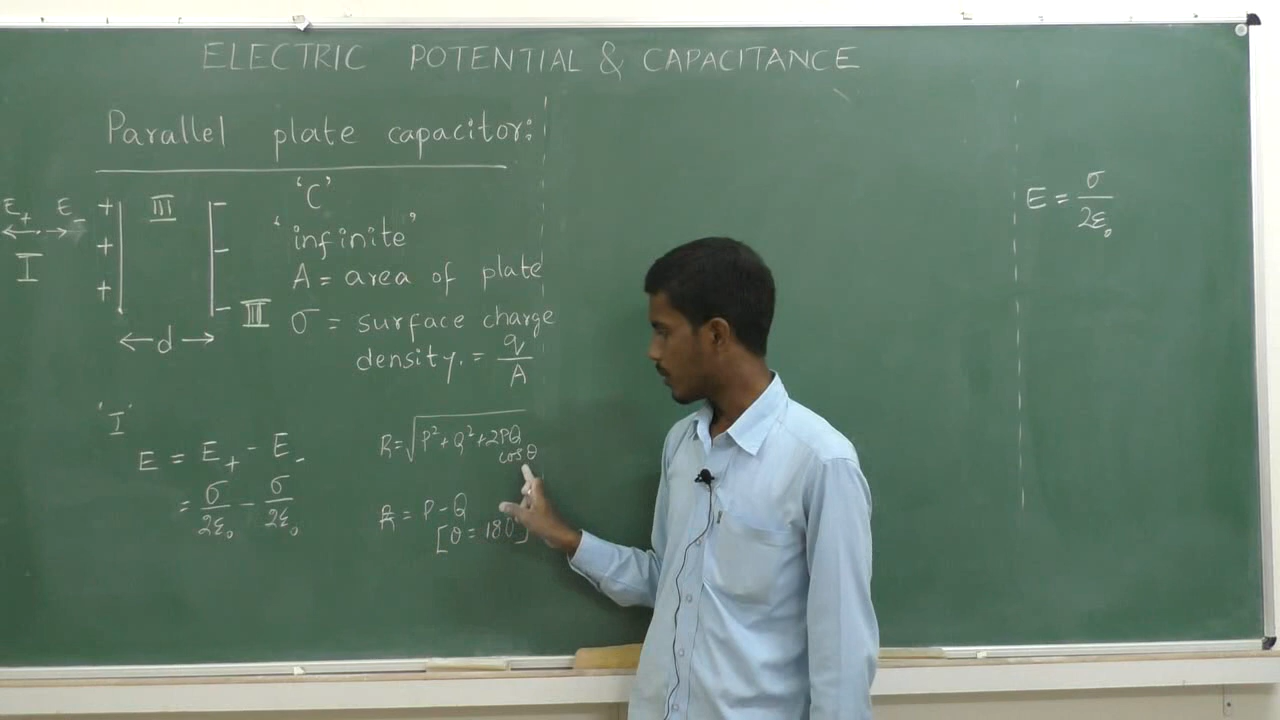 ELECTRIC POTENTIAL & CAPACITANCE
Parallel plate capacitor:
E₊ E₋ + III −
+ −
I + − III
←d→
'C'
'infinite'
A = area of plate
σ = surface charge
density. = q/A
'I'
E = E₊ − E₋
= σ/2ε₀ − σ/2ε₀
R = √P² + Q² + 2PQ
cosθ
R = P − Q
[θ = 180]
E = σ/2ε₀